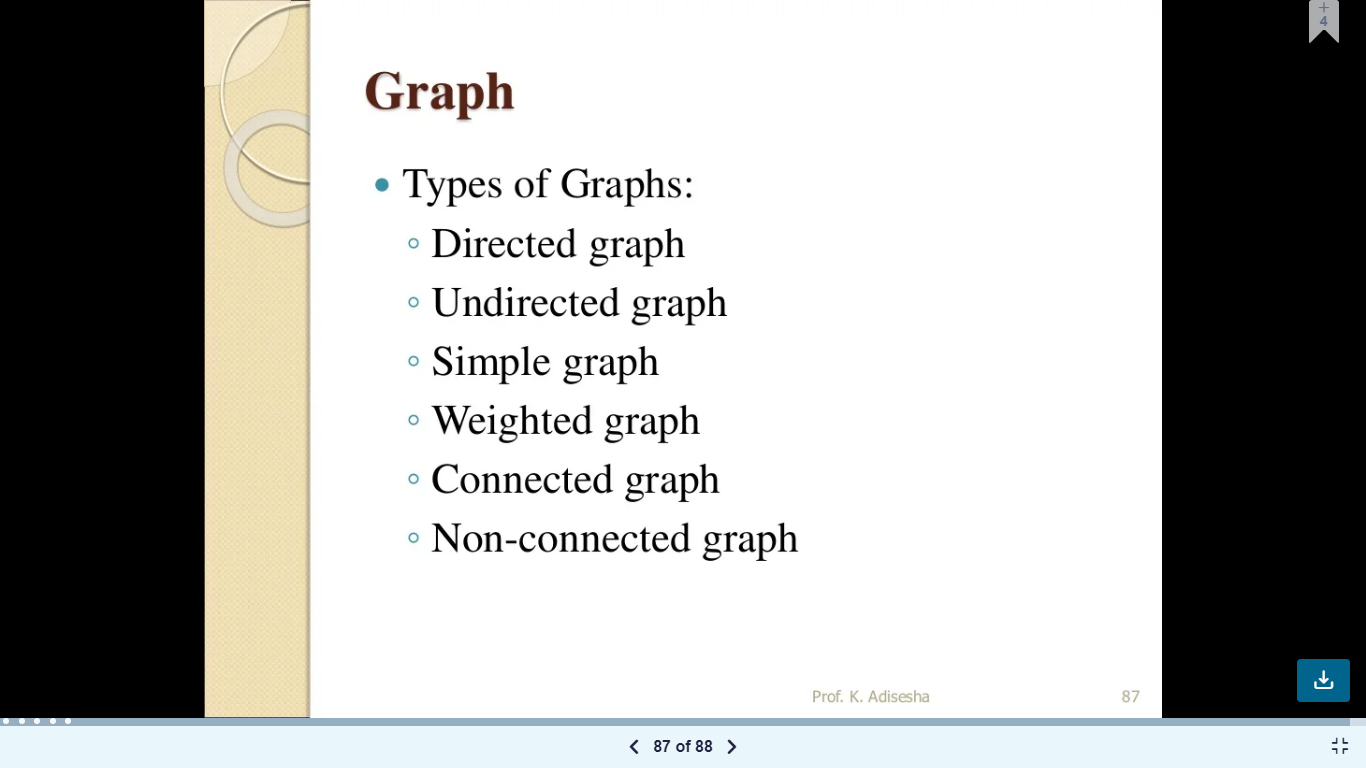 +
4
Graph
Types of Graphs:
Directed graph
Undirected graph
Simple graph
Weighted graph
Connected graph
Non-connected graph
Prof. K. Adisesha 87
87 of 88